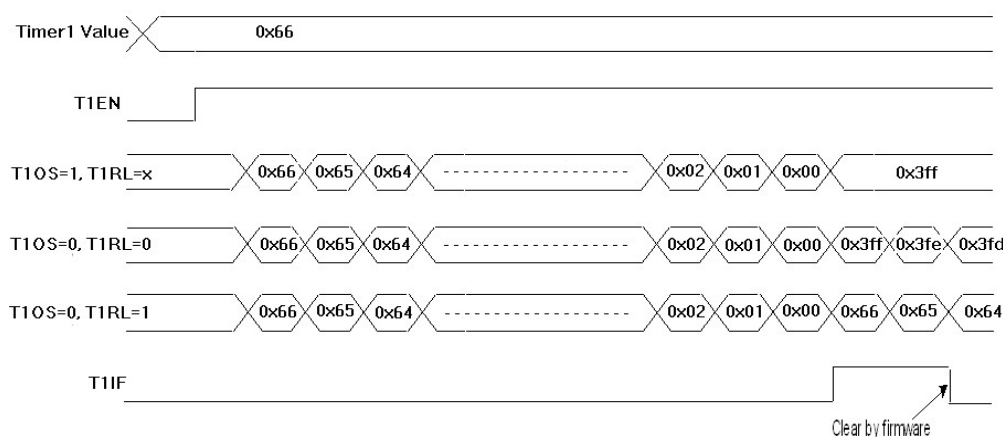 Timer1 Value 0x66
T1EN
T1OS=1, T1RL=x 0x66 0x65 0x64 0x02 0x01 0x00 0x3ff
T1OS=0, T1RL=0 0x66 0x65 0x64 0x02 0x01 0x00 0x3ff 0x3fe 0x3fd
T1OS=0, T1RL=1 0x66 0x65 0x64 0x02 0x01 0x00 0x66 0x65 0x64
T1IF
Clear by firmware